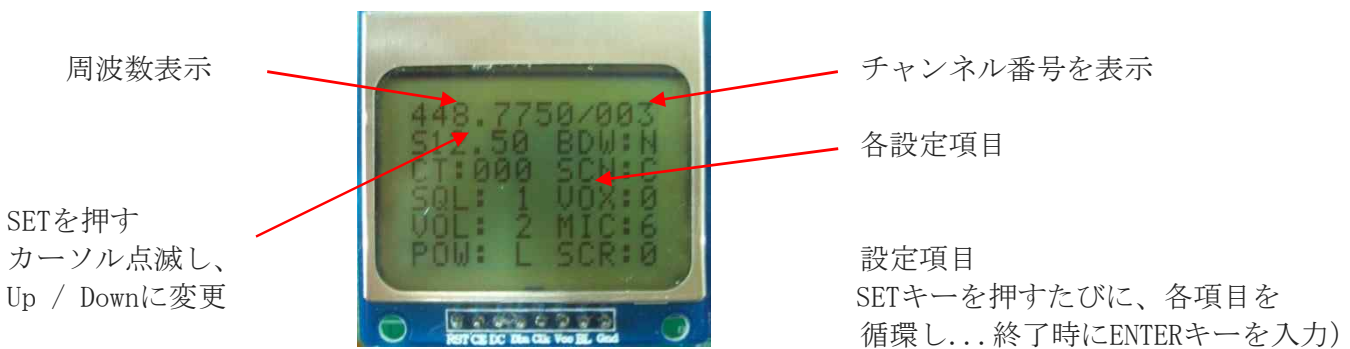 周波数表示
チャンネル番号を表示
448.7750/003
S12.50 BDW:N
各設定項目
CT:000 SCN:C
SQL: 1 VOX:0
SETを押す
VOL: 2 MIC:6
カーソル点滅し、
POW: L SCR:0
設定項目
Up / Downに変更
SETキーを押すたびに、各項目を
循環し...終了時にENTERキーを入力)
RST CE DC Din Clk Vcc BL Gnd